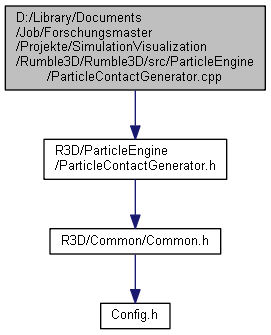 D:/Library/Documents
/Job/Forschungsmaster
/Projekte/SimulationVisualization
/Rumble3D/Rumble3D/src/ParticleEngine
/ParticleContactGenerator.cpp
R3D/ParticleEngine
/ParticleContactGenerator.h
R3D/Common/Common.h
Config.h